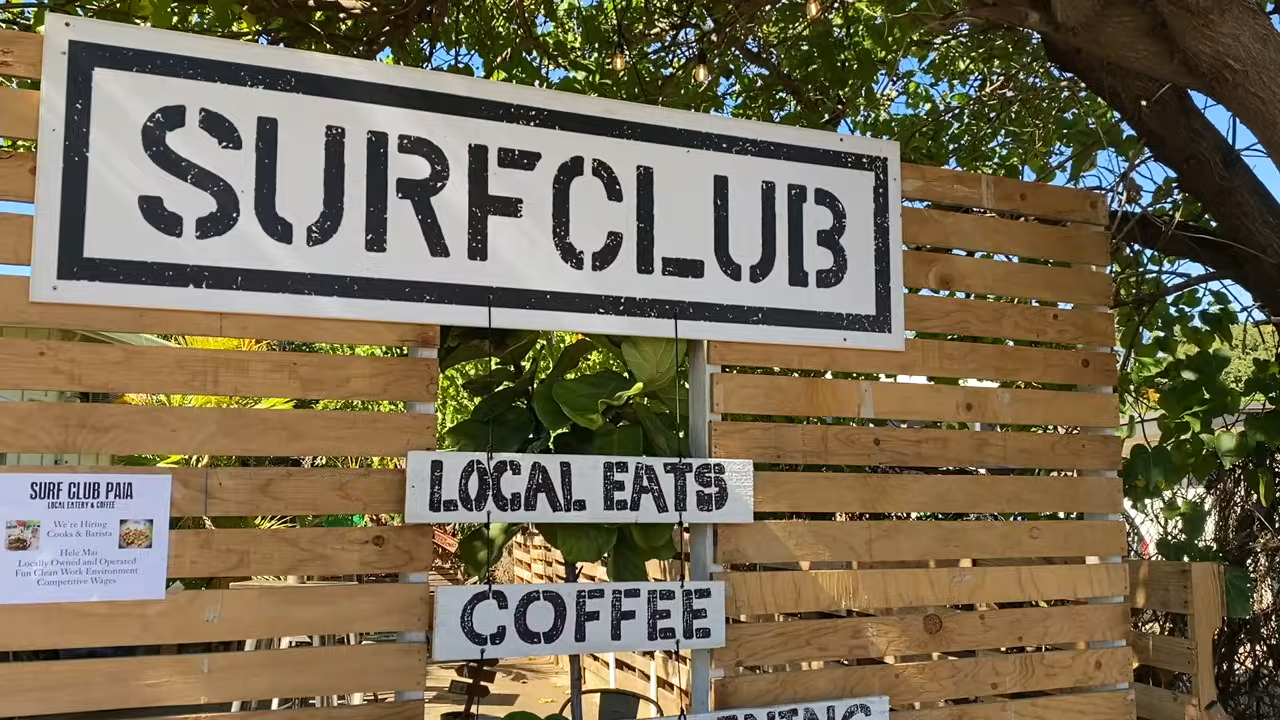 SURFCLUB
LOCAL EATS
COFFEE
SURF CLUB PAIA
LOCAL EATERY & COFFEE
We're Hiring
Cooks & Barista
Hele Mai
Locally Owned and Operated
Fun Clean Work Environment
Competitive Wages